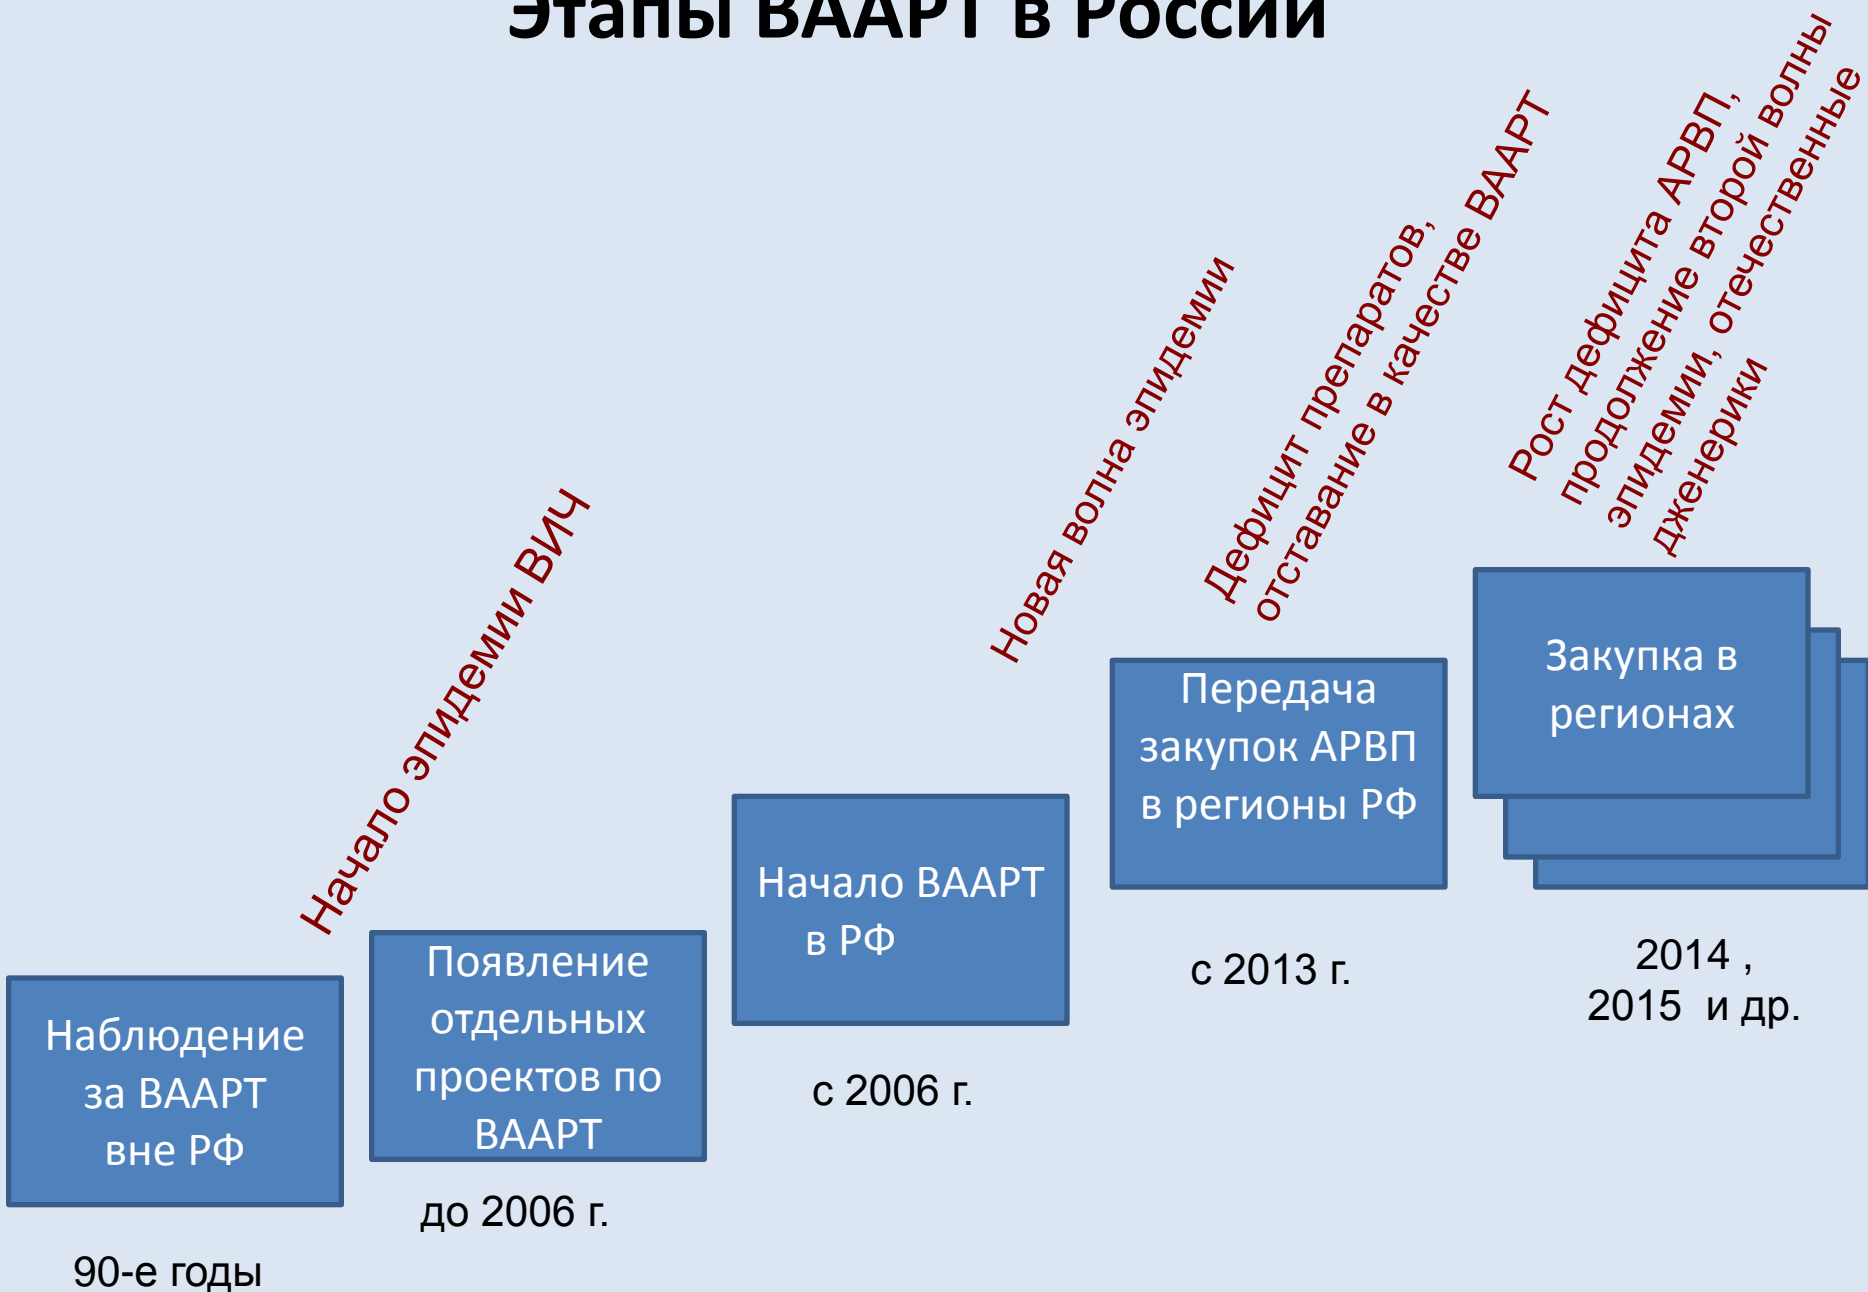 Этапы ВААРТ в России
Начало эпидемии ВИЧ
Новая волна эпидемии
Дефицит препаратов,
отставание в качестве ВААРТ
Рост дефицита АРВП,
продолжение второй волны
эпидемии, отечественные
дженерики
Наблюдение
за ВААРТ
вне РФ
90-е годы
Появление
отдельных
проектов по
ВААРТ
до 2006 г.
Начало ВААРТ
в РФ
с 2006 г.
Передача
закупок АРВП
в регионы РФ
с 2013 г.
Закупка в
регионах
2014 ,
2015 и др.